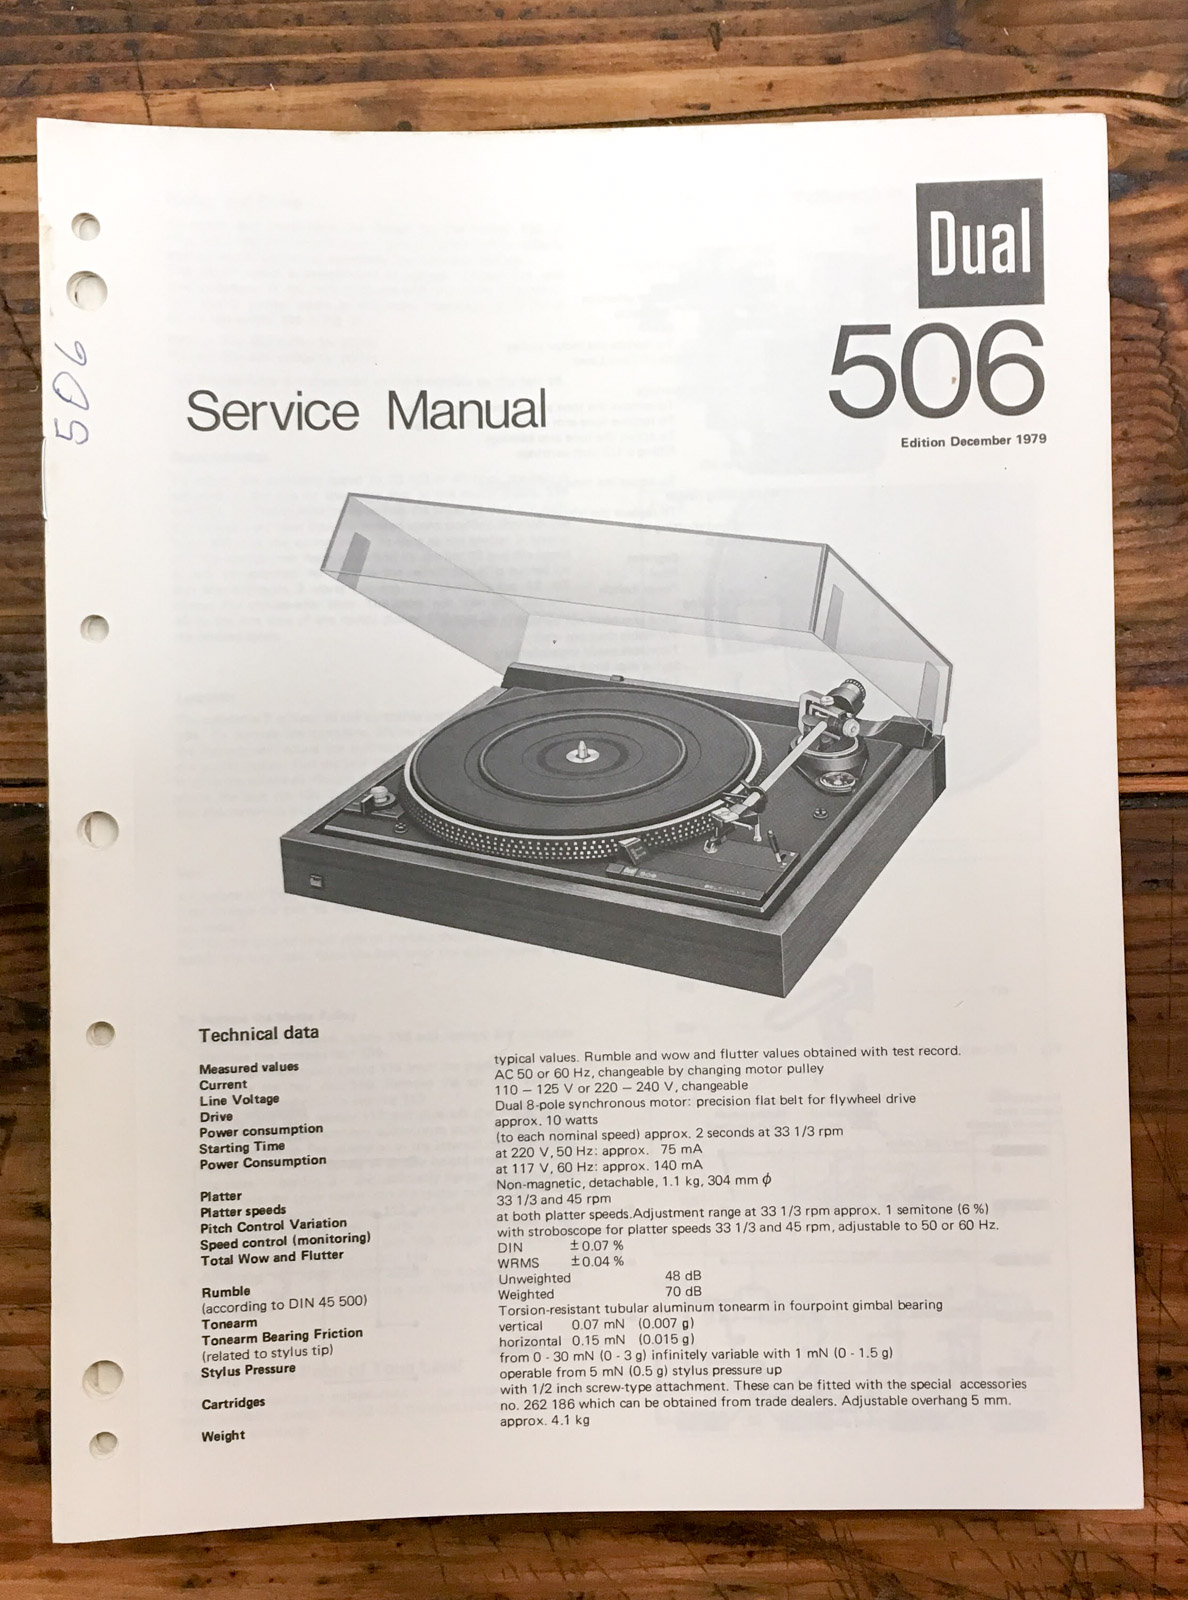 Dual
506
Edition December 1979
Service Manual
506
Technical data
Measured values typical values. Rumble and wow and flutter values obtained with test record.
Current AC 50 or 60 Hz, changeable by changing motor pulley
Line Voltage 110 – 125 V or 220 – 240 V, changeable
Drive Dual 8-pole synchronous motor: precision flat belt for flywheel drive
Power consumption approx. 10 watts
Starting Time (to each nominal speed) approx. 2 seconds at 33 1/3 rpm
Power Consumption at 220 V, 50 Hz: approx. 75 mA
at 117 V, 60 Hz: approx. 140 mA
Platter Non-magnetic, detachable, 1.1 kg, 304 mm ϕ
Platter speeds 33 1/3 and 45 rpm
Pitch Control Variation at both platter speeds.Adjustment range at 33 1/3 rpm approx. 1 semitone (6 %)
Speed control (monitoring) with stroboscope for platter speeds 33 1/3 and 45 rpm, adjustable to 50 or 60 Hz.
Total Wow and Flutter DIN ± 0.07 %
WRMS ± 0.04 %
Rumble Unweighted 48 dB
(according to DIN 45 500) Weighted 70 dB
Tonearm Torsion-resistant tubular aluminum tonearm in fourpoint gimbal bearing
Tonearm Bearing Friction vertical 0.07 mN (0.007 g)
(related to stylus tip) horizontal 0.15 mN (0.015 g)
Stylus Pressure from 0 - 30 mN (0 - 3 g) infinitely variable with 1 mN (0 - 1.5 g)
operable from 5 mN (0.5 g) stylus pressure up
Cartridges with 1/2 inch screw-type attachment. These can be fitted with the special accessories
no. 262 186 which can be obtained from trade dealers. Adjustable overhang 5 mm.
Weight approx. 4.1 kg